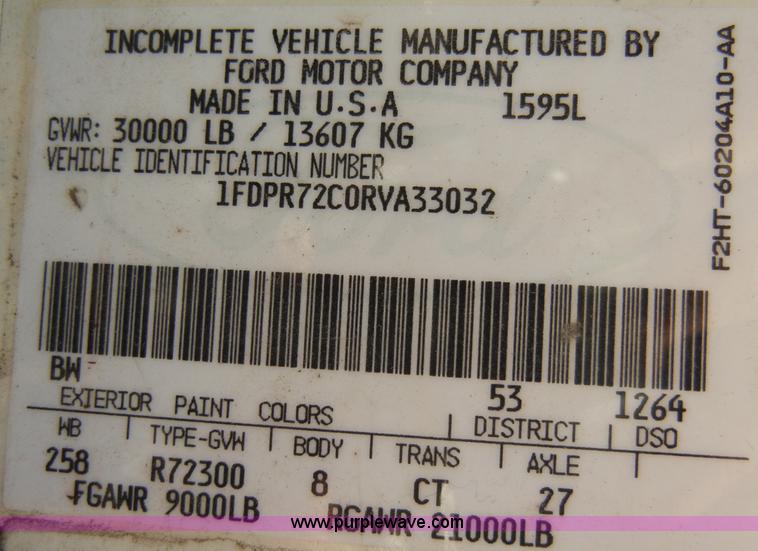 INCOMPLETE VEHICLE MANUFACTURED BY
FORD MOTOR COMPANY
MADE IN U.S.A 1595L
GVWR: 30000 LB / 13607 KG
VEHICLE IDENTIFICATION NUMBER
1FDPR72C0RVA33032
F2HT-60204A10-AA
BW 53 1264
EXTERIOR PAINT COLORS DISTRICT DSO
WB TYPE-GVW BODY TRANS AXLE
258 R72300 8 CT 27
FGAWR 9000LB RGAWR 21000LB
www.purplewave.com